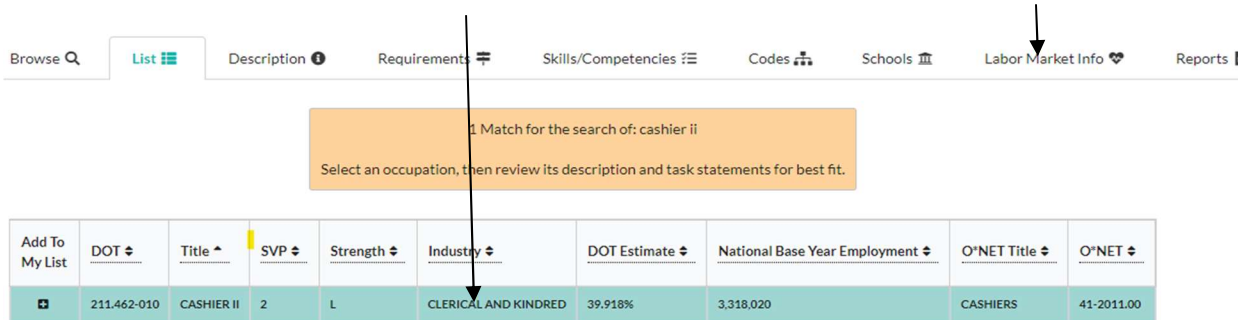 Browse List Description Requirements Skills/Competencies Codes Schools Labor Market Info Reports
1 Match for the search of: cashier ii
Select an occupation, then review its description and task statements for best fit.
Add To My List DOT Title SVP Strength Industry DOT Estimate National Base Year Employment O*NET Title O*NET
211.462-010 CASHIER II 2 L CLERICAL AND KINDRED 39.918% 3,318,020 CASHIERS 41-2011.00